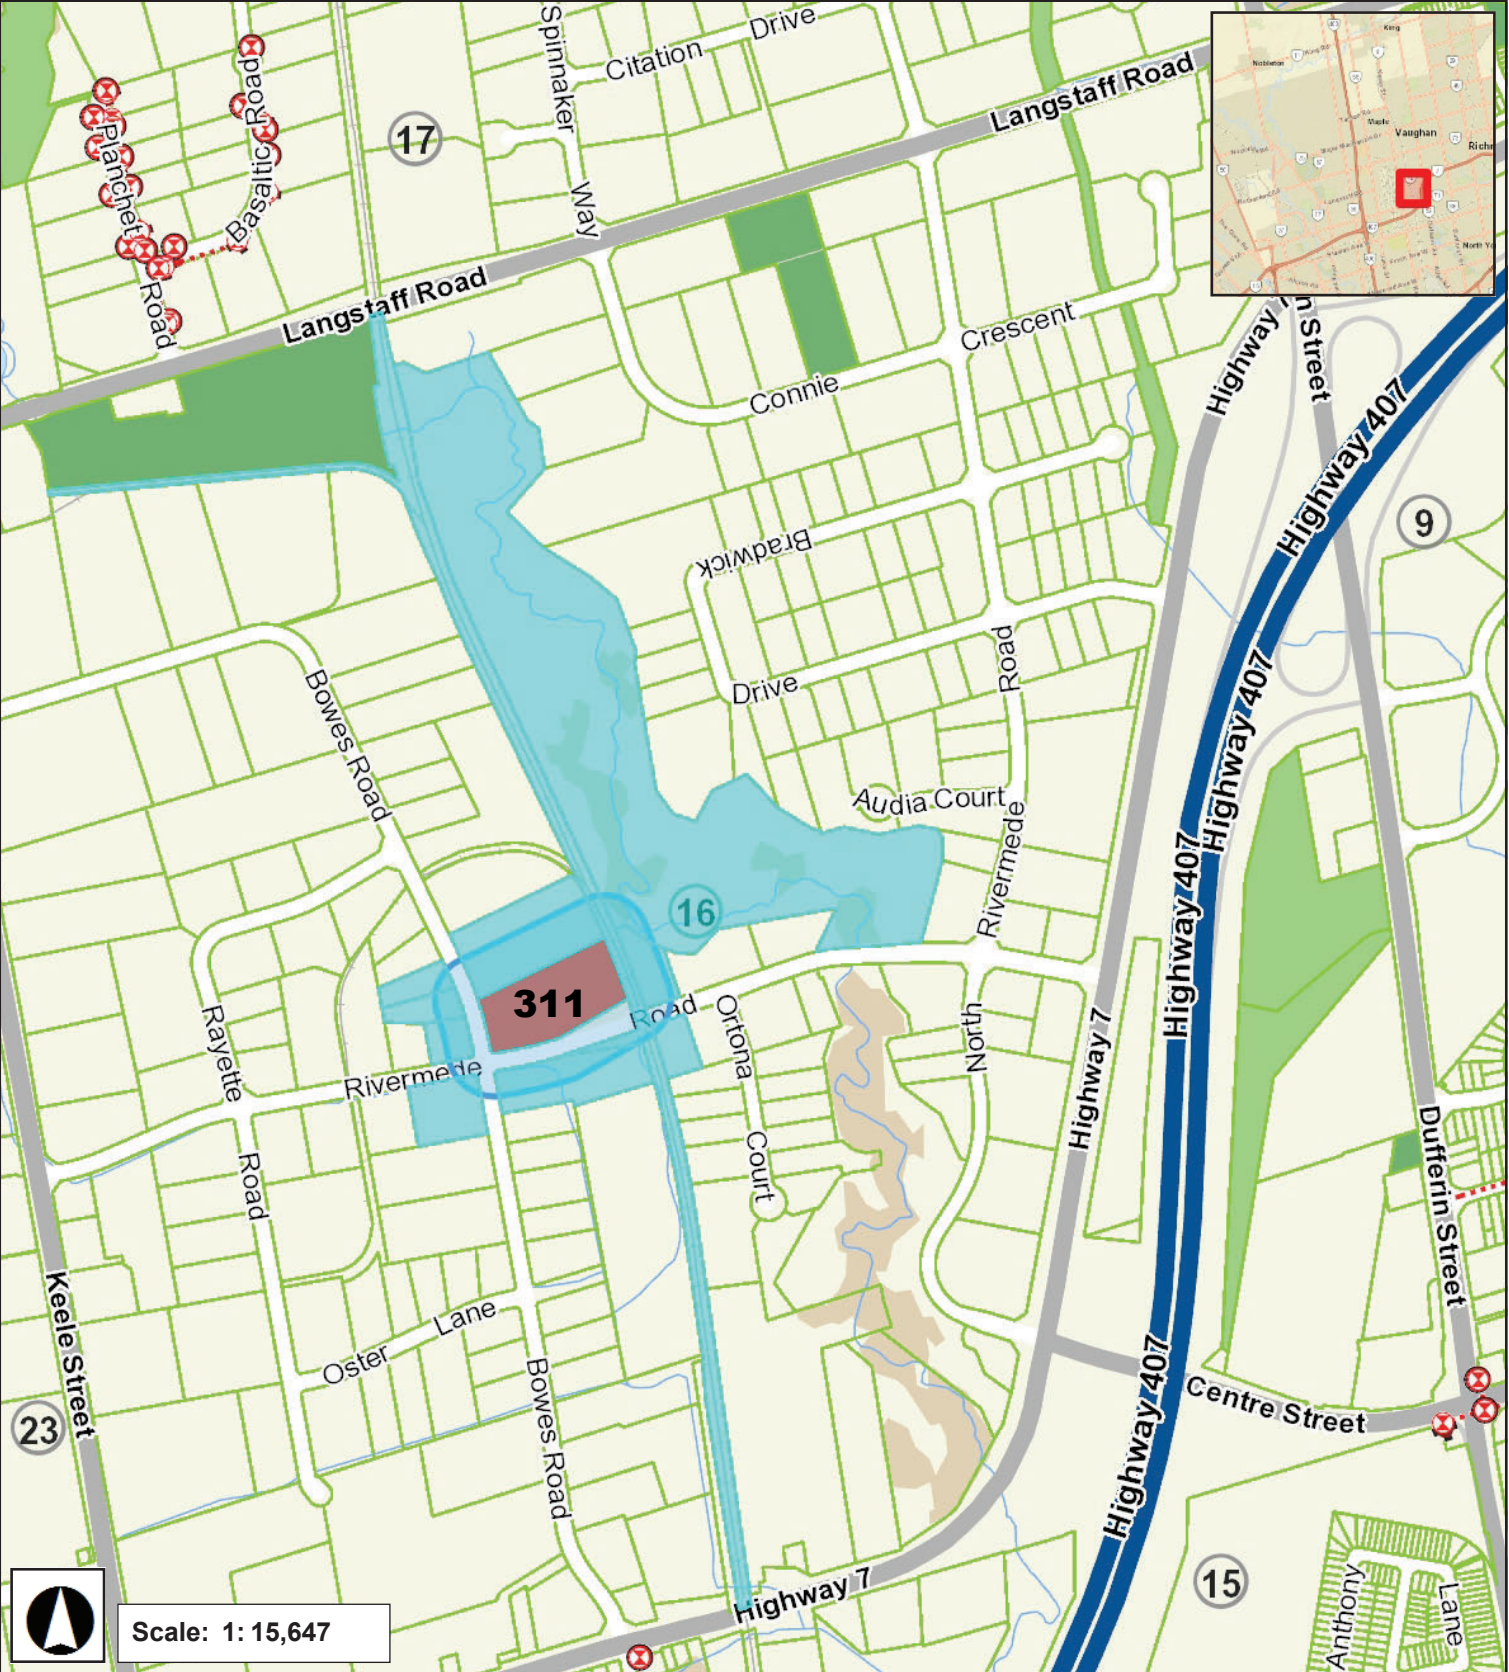 Spinnaker
Way
Citation
Drive
Langstaff Road
Planchet
Road
Basaltic
Road
17
King
Nobleton
Maple
Vaughan
Langstaff Road
Connie
Crescent
Highway
n Street
Highway 407
9
Bradwick
Drive
Road
Bowes Road
Highway 407
Audia Court
Rivermede
Highway 407
16
311
Road
Rivermede
Rayette
Road
Ortona
Court
North
Highway 7
Keele Street
Dufferin Street
Oster
Lane
Bowes Road
23
Highway 407
Centre Street
15
Highway 7
Anthony
Lane
Scale: 1: 15,647